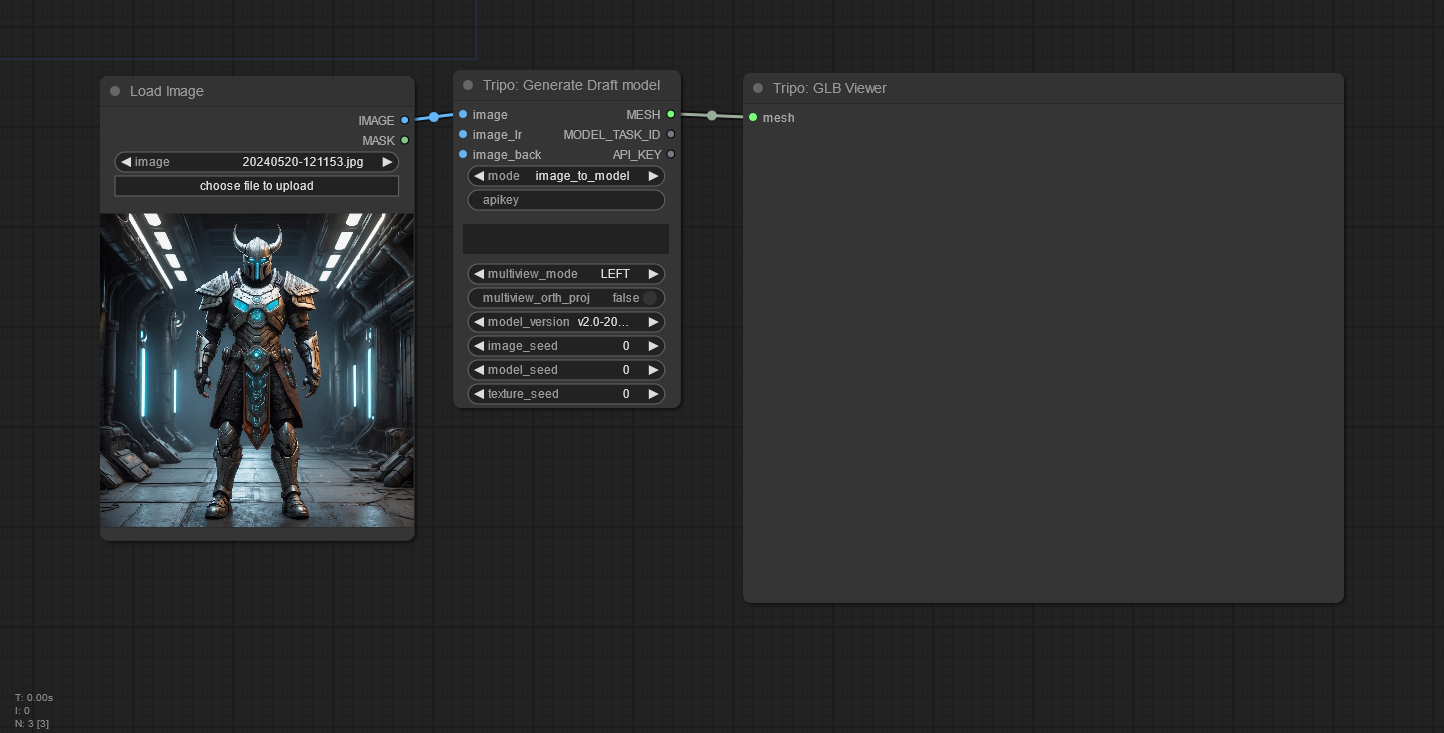 Load Image
IMAGE
MASK
image 20240520-121153.jpg
choose file to upload
Tripo: Generate Draft model
image MESH
image_lr MODEL_TASK_ID
image_back API_KEY
mode image_to_model
apikey
multiview_mode LEFT
multiview_orth_proj false
model_version v2.0-20...
image_seed 0
model_seed 0
texture_seed 0
Tripo: GLB Viewer
mesh
T: 0.00s
I: 0
N: 3 [3]